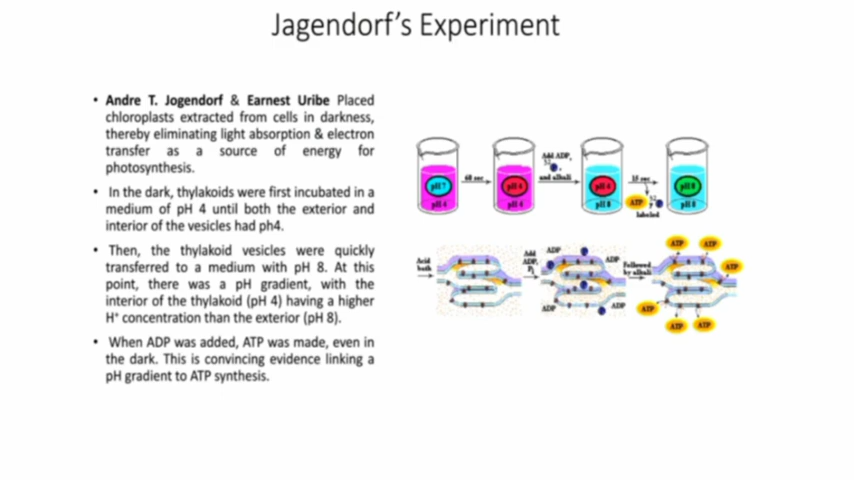 Jagendorf's Experiment
• Andre T. Jogendorf & Earnest Uribe Placed
chloroplasts extracted from cells in darkness,
thereby eliminating light absorption & electron
transfer as a source of energy for
photosynthesis.
• In the dark, thylakoids were first incubated in a
medium of pH 4 until both the exterior and
interior of the vesicles had ph4.
• Then, the thylakoid vesicles were quickly
transferred to a medium with pH 8. At this
point, there was a pH gradient, with the
interior of the thylakoid (pH 4) having a higher
H⁺ concentration than the exterior (pH 8).
• When ADP was added, ATP was made, even in
the dark. This is convincing evidence linking a
pH gradient to ATP synthesis.
pH 7
pH 4
60 sec
pH 4
pH 4
Add ADP,
32
and alkali
pH 4
pH 8
15 sec
ATP
32
labeled
pH 8
pH 8
Acid
bath
Add
ADP,
Pi
ADP
ADP
ADP
ADP
Followed
by alkali
ATP
ATP
ATP
ATP
ATP
ATP